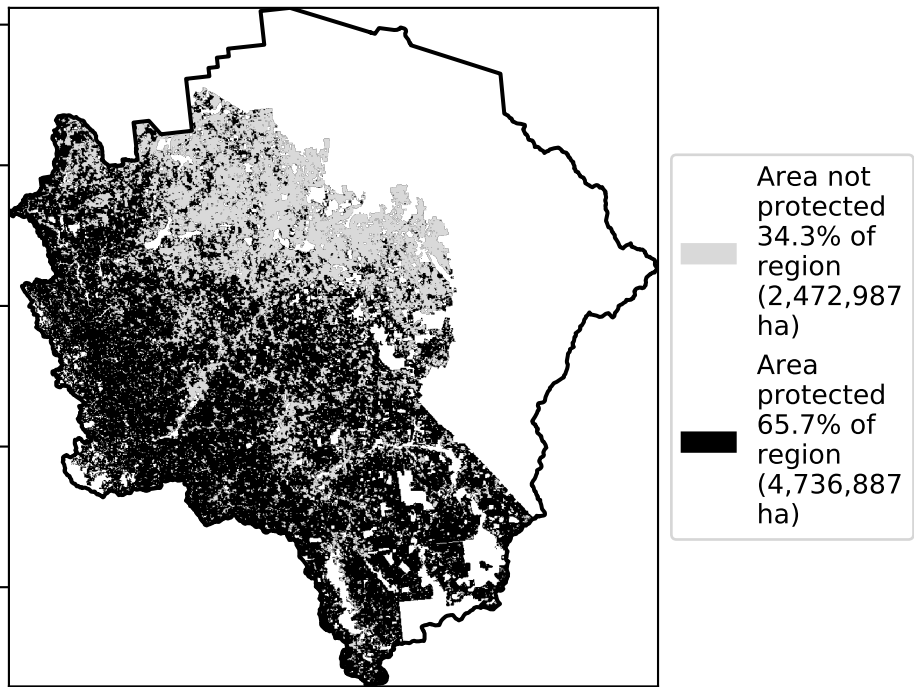 Area not
protected
34.3% of
region
(2,472,987
ha)
Area
protected
65.7% of
region
(4,736,887
ha)